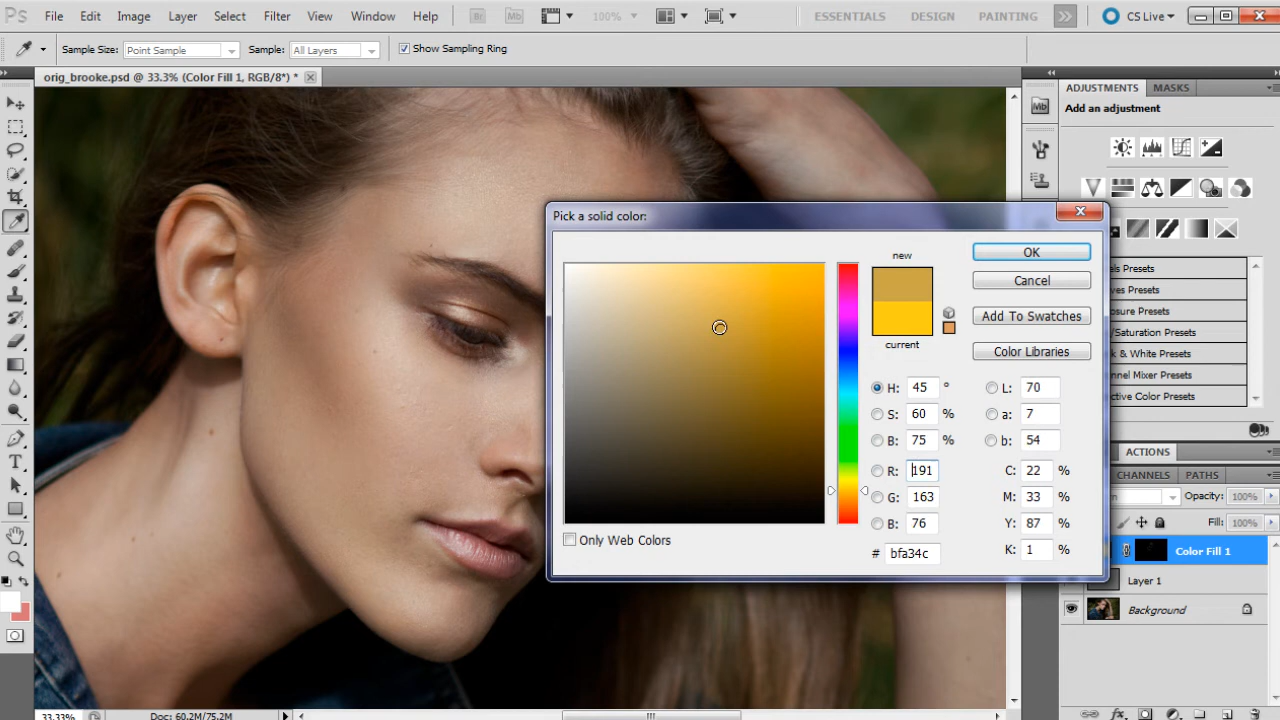 Ps File Edit Image Layer Select Filter View Window Help Br Mb 100% ESSENTIALS DESIGN PAINTING CS Live
Sample Size: Point Sample Sample: All Layers Show Sampling Ring
orig_brooke.psd @ 33.3% (Color Fill 1, RGB/8*) *
ADJUSTMENTS MASKS
Mb Add an adjustment
Pick a solid color:
new
current
OK
Cancel
Add To Swatches
Color Libraries
H: 45 °
S: 60 %
B: 75 %
R: 191
G: 163
B: 76
# bfa34c
L: 70
a: 7
b: 54
C: 22 %
M: 33 %
Y: 87 %
K: 1 %
Only Web Colors
ls Presets
ves Presets
osure Presets
/Saturation Presets
k & White Presets
nnel Mixer Presets
ective Color Presets
ACTIONS
CHANNELS PATHS
Opacity: 100%
Fill: 100%
Color Fill 1
Layer 1
Background
33.33% Doc: 60.2M/75.2M